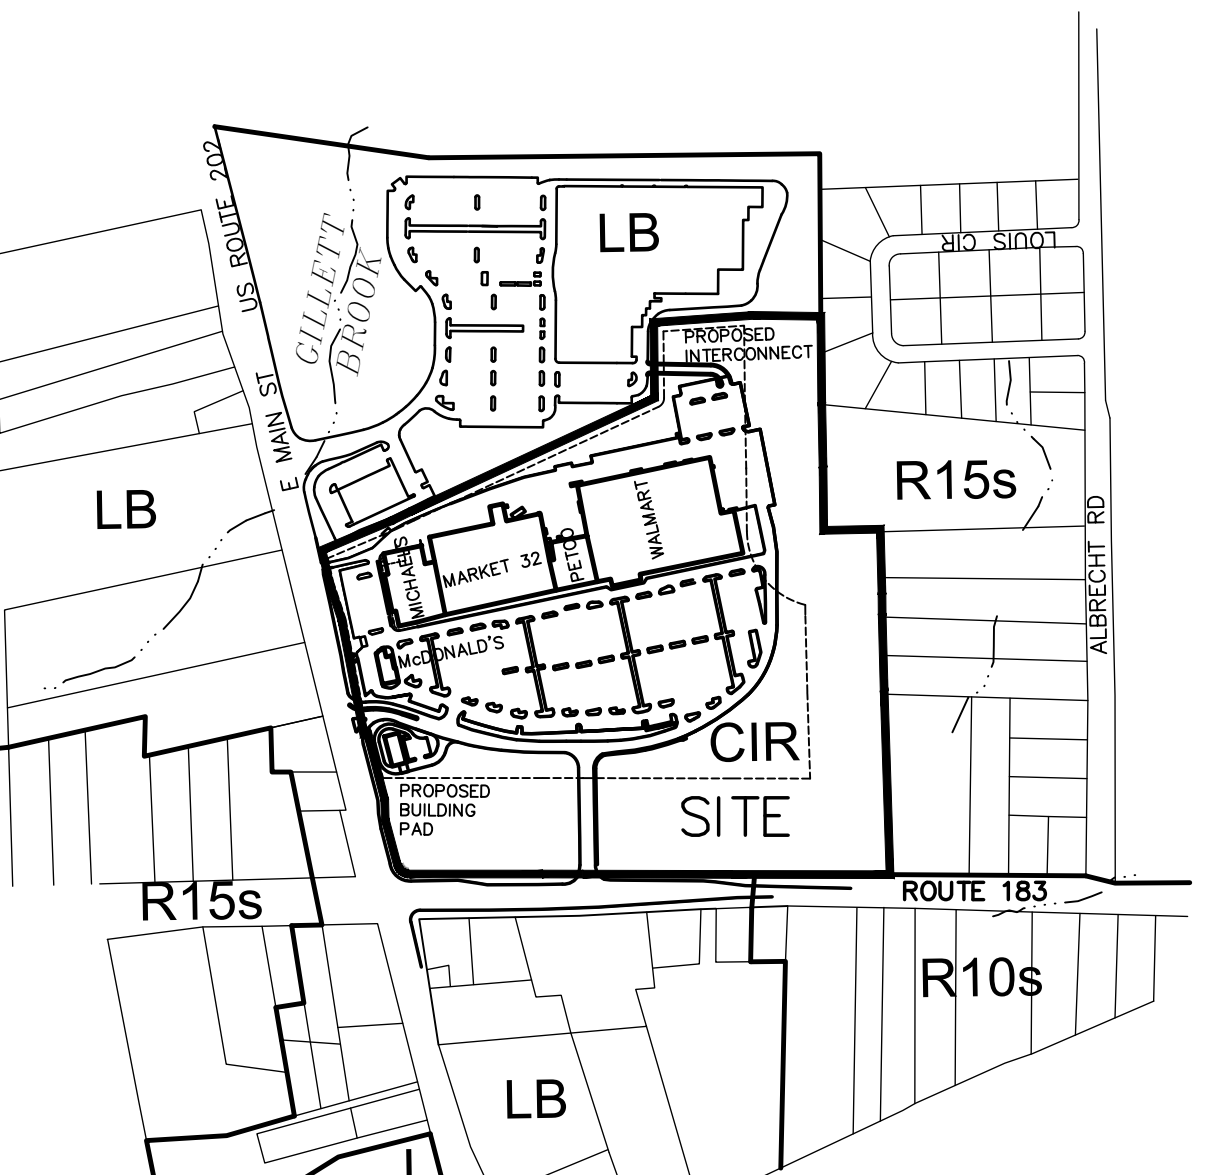 US ROUTE 202
GILLETT
BROOK
LB
LOUIS CIR
PROPOSED
INTERCONNECT
E MAIN ST
LB
R15s
ALBRECHT RD
MICHAELS
MARKET 32
PETCO
WALMART
McDONALD'S
CIR
SITE
PROPOSED
BUILDING
PAD
R15s
ROUTE 183
R10s
LB